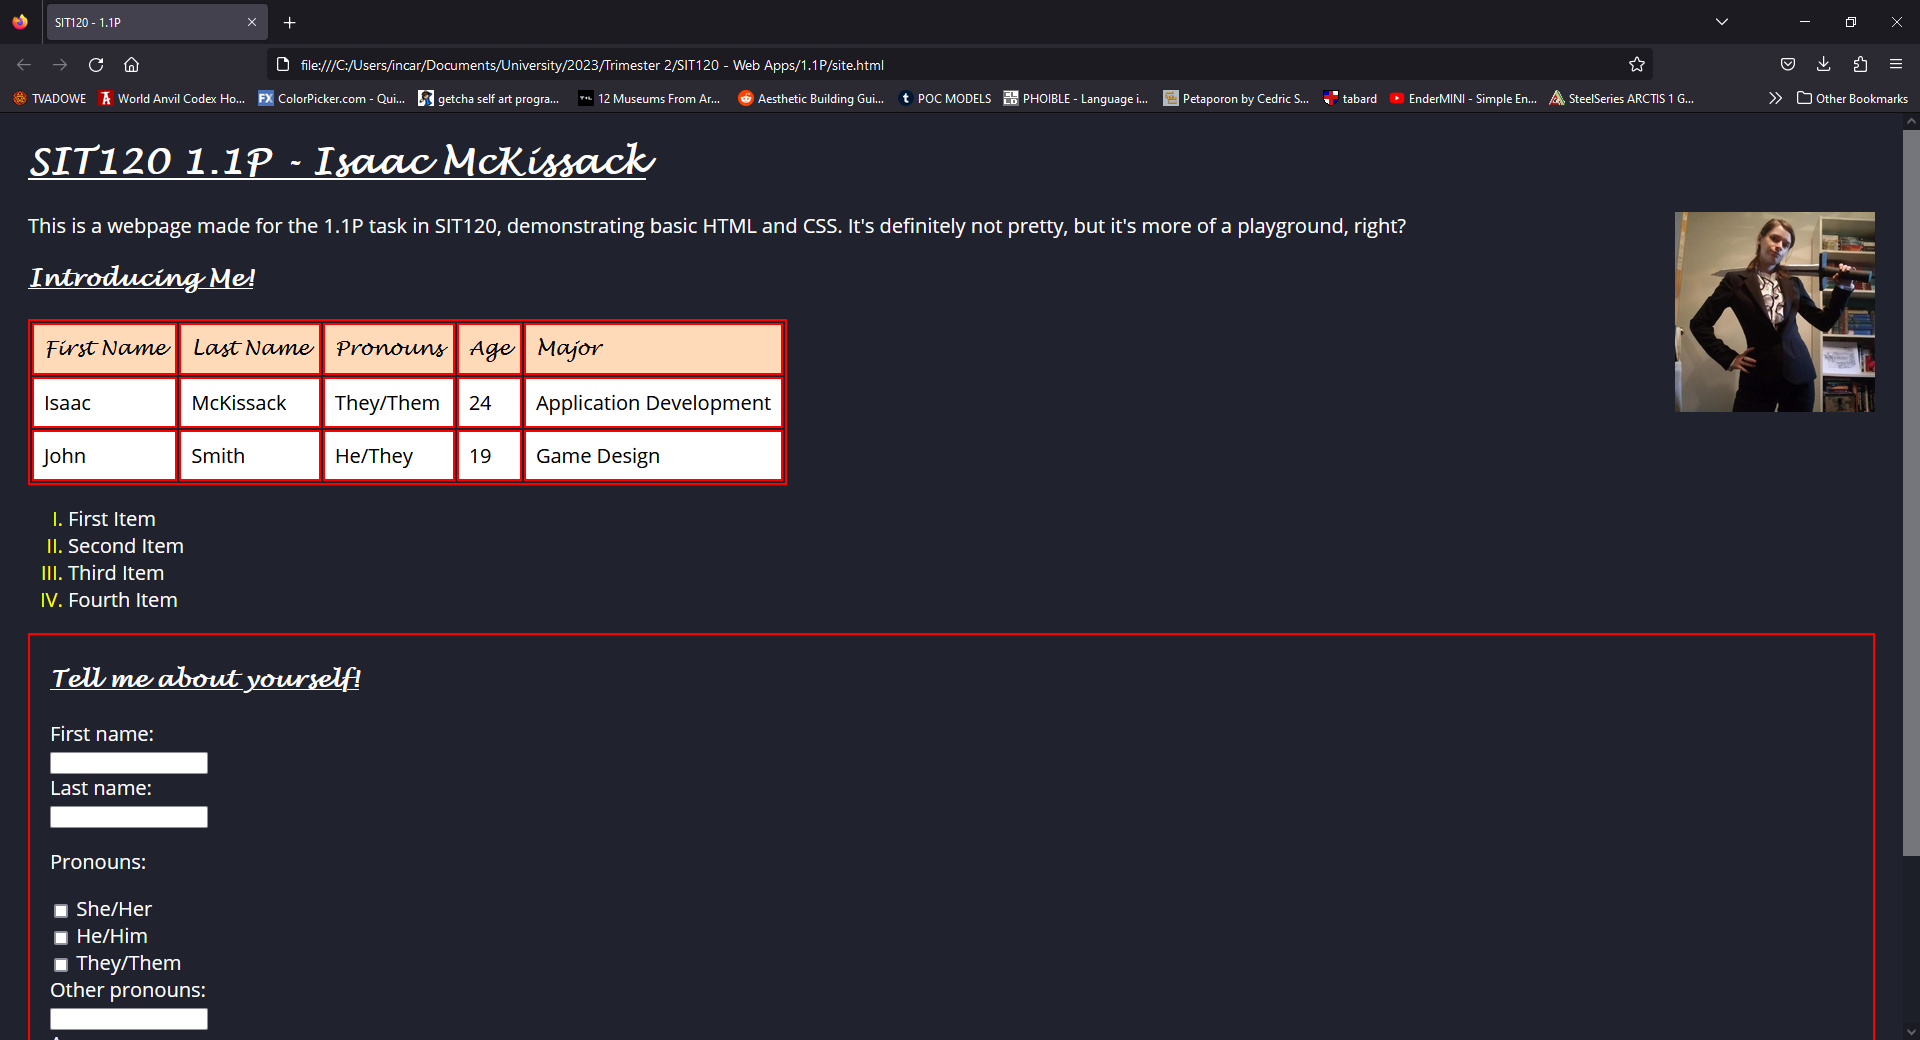 SIT120 - 1.1P
file:///C:/Users/incar/Documents/University/2023/Trimester 2/SIT120 - Web Apps/1.1P/site.html
TVADOWE World Anvil Codex Ho... FX ColorPicker.com - Qui... getcha self art progra... 12 Museums From Ar... Aesthetic Building Gui... t POC MODELS PHOIBLE - Language i... Petaporon by Cedric S... tabard EnderMINI - Simple En... SteelSeries ARCTIS 1 G... Other Bookmarks
SIT120 1.1P - Isaac McKissack
This is a webpage made for the 1.1P task in SIT120, demonstrating basic HTML and CSS. It's definitely not pretty, but it's more of a playground, right?
Introducing Me!
First Name Last Name Pronouns Age Major
Isaac McKissack They/Them 24 Application Development
John Smith He/They 19 Game Design
I. First Item
II. Second Item
III. Third Item
IV. Fourth Item
Tell me about yourself!
First name:
Last name:
Pronouns:
She/Her
He/Him
They/Them
Other pronouns: